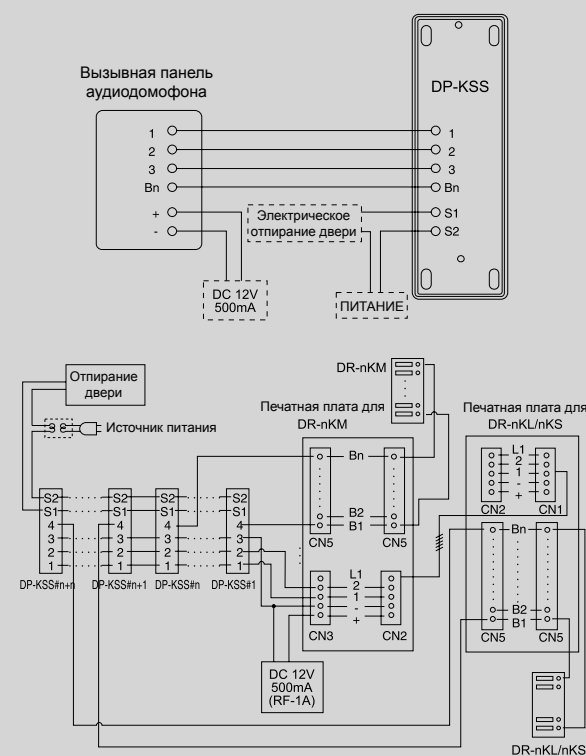 Вызывная панель
аудиодомофона
DP-KSS
1
2
3
Bn
+
-
1
2
3
Bn
S1
S2
Электрическое
отпирание двери
DC 12V
500mA
ПИТАНИЕ
Отпирание
двери
Источник питания
DR-nKM
Печатная плата для
DR-nKM
Печатная плата для
DR-nKL/nKS
S2
S1
4
3
2
1
S2
S1
4
3
2
1
S2
S1
4
3
2
1
S2
S1
4
3
2
1
DP-KSS#n+n
DP-KSS#n+1
DP-KSS#n
DP-KSS#1
Bn
B2
B1
CN5
CN5
L1
2
1
-
+
CN3
CN2
L1
2
1
-
+
CN2
CN1
Bn
B2
B1
CN5
CN5
DC 12V
500mA
(RF-1A)
DR-nKL/nKS